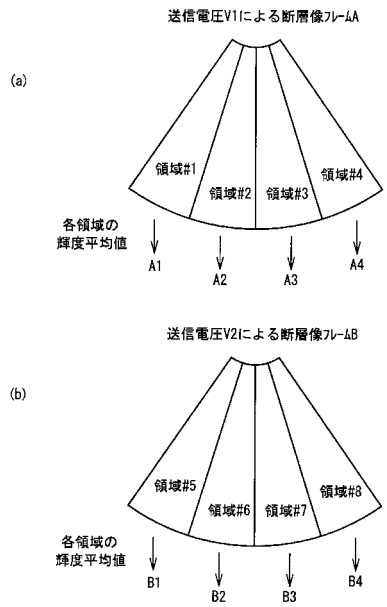 送信電圧V1による断層像フレームA
(a)
領域#1
領域#2
領域#3
領域#4
各領域の
輝度平均値
A1
A2
A3
A4
送信電圧V2による断層像フレームB
(b)
領域#5
領域#6
領域#7
領域#8
各領域の
輝度平均値
B1
B2
B3
B4